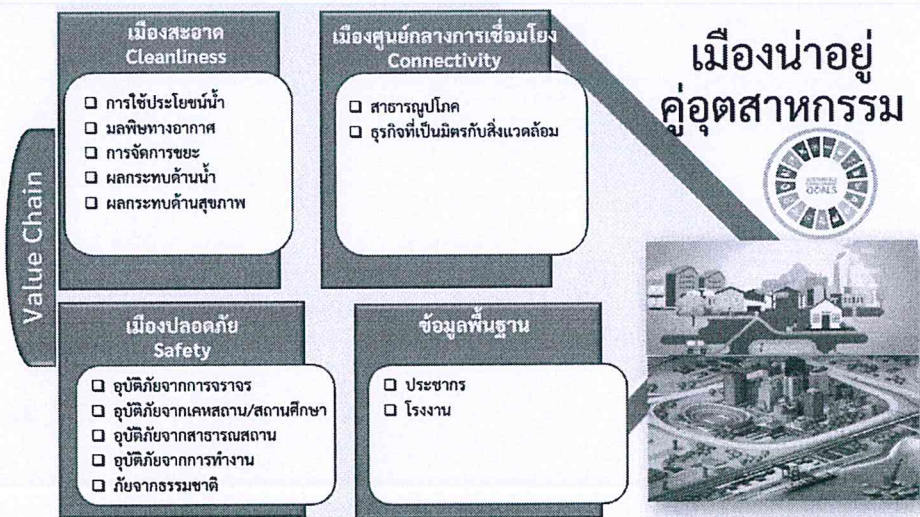 เมืองสะอาด
Cleanliness
❑ การใช้ประโยชน์น้ำ
❑ มลพิษทางอากาศ
❑ การจัดการขยะ
❑ ผลกระทบด้านน้ำ
❑ ผลกระทบด้านสุขภาพ
เมืองศูนย์กลางการเชื่อมโยง
Connectivity
❑ สาธารณูปโภค
❑ ธุรกิจที่เป็นมิตรกับสิ่งแวดล้อม
เมืองน่าอยู่
คู่อุตสาหกรรม
SUSTAINABLE
DEVELOPMENT
GOALS
Value Chain
เมืองปลอดภัย
Safety
❑ อุบัติภัยจากการจราจร
❑ อุบัติภัยจากเคหสถาน/สถานศึกษา
❑ อุบัติภัยจากสาธารณสถาน
❑ อุบัติภัยจากการทำงาน
❑ ภัยจากธรรมชาติ
ข้อมูลพื้นฐาน
❑ ประชากร
❑ โรงงาน